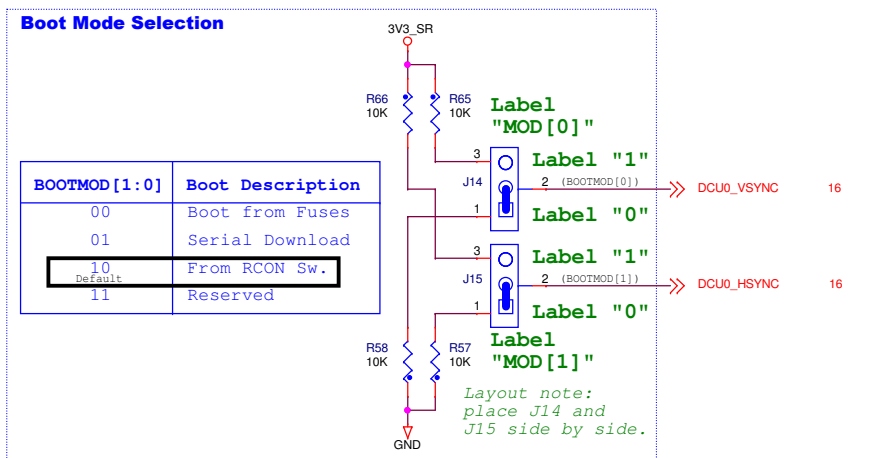 Boot Mode Selection
3V3_SR
R66
10K
R65
10K
Label
"MOD[0]"
3
Label "1"
J14
2 (BOOTMOD[0])
DCU0_VSYNC 16
1
Label "0"
BOOTMOD[1:0] Boot Description
00 Boot from Fuses
01 Serial Download
10 From RCON Sw.
Default
11 Reserved
3
Label "1"
J15
2 (BOOTMOD[1])
DCU0_HSYNC 16
1
Label "0"
R58
10K
R57
10K
Label
"MOD[1]"
Layout note:
place J14 and
J15 side by side.
GND